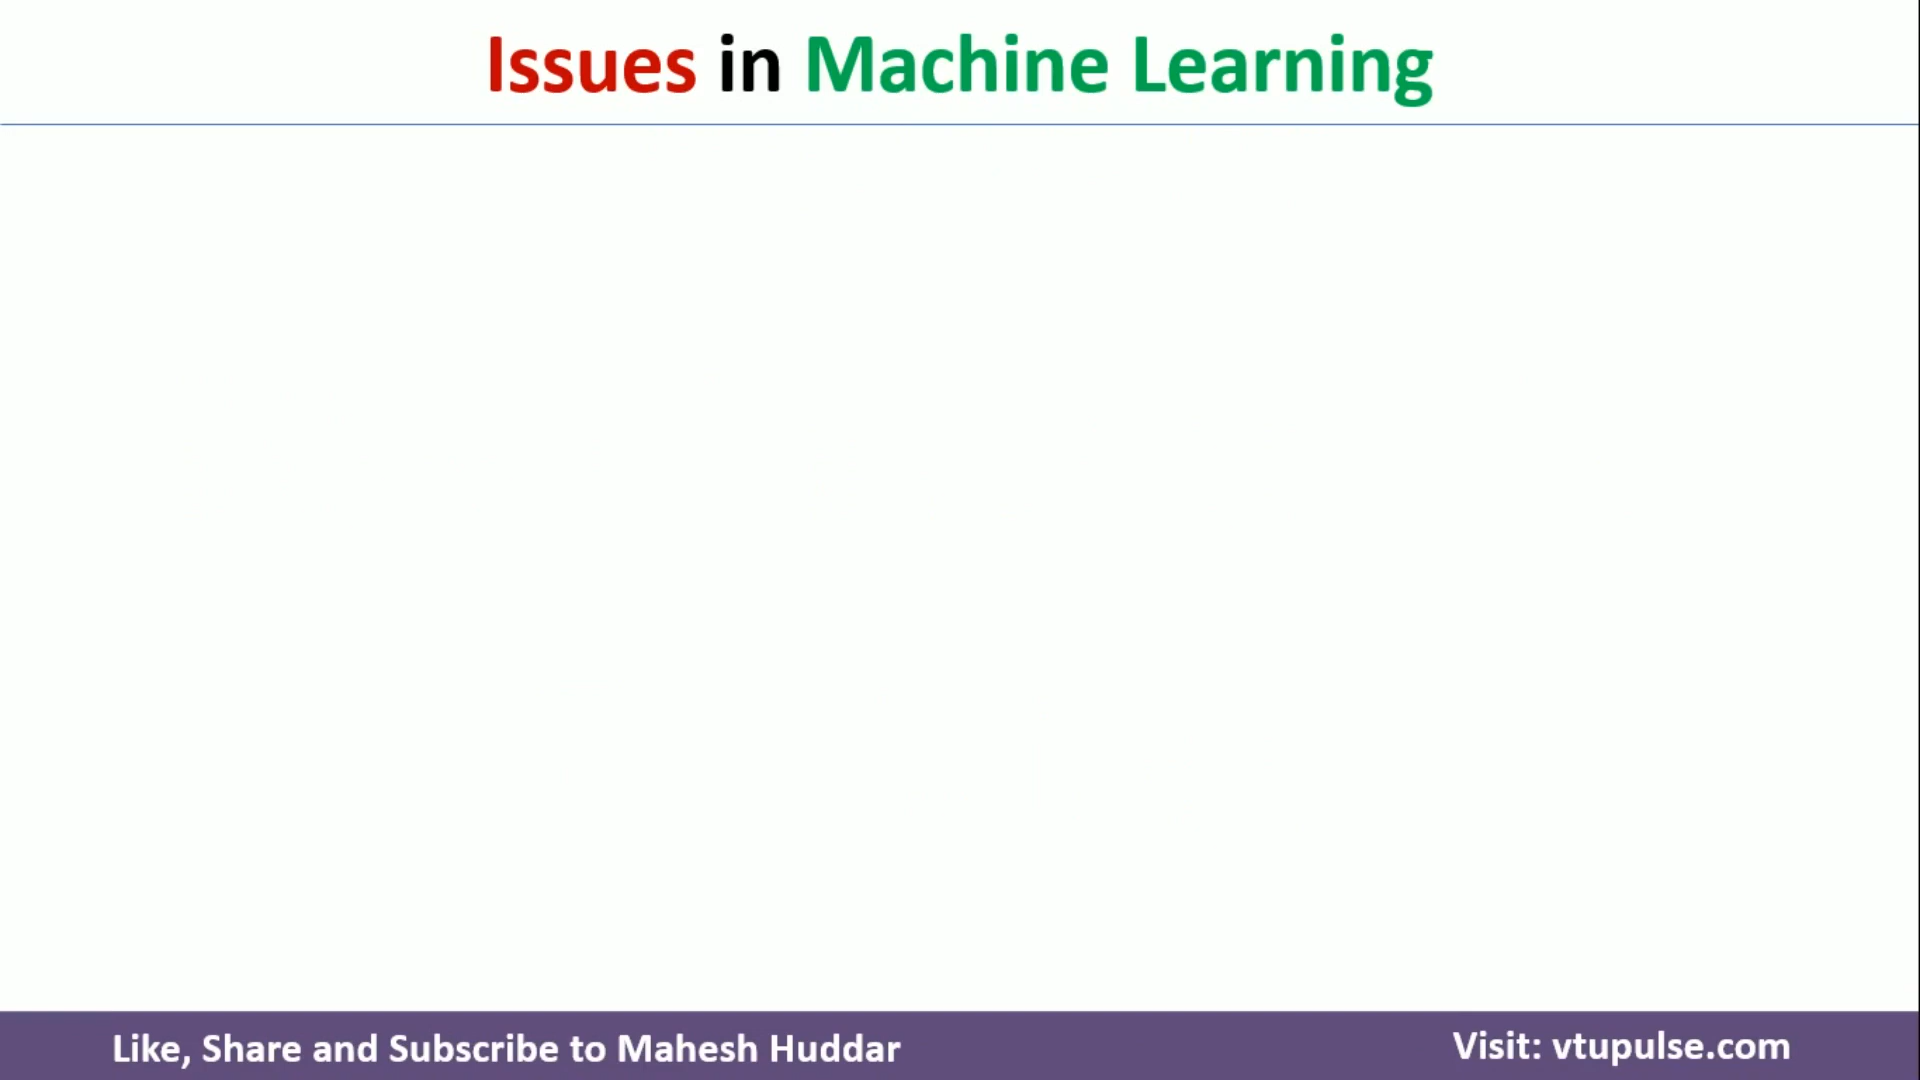 Issues in Machine Learning
Like, Share and Subscribe to Mahesh Huddar
Visit: vtupulse.com